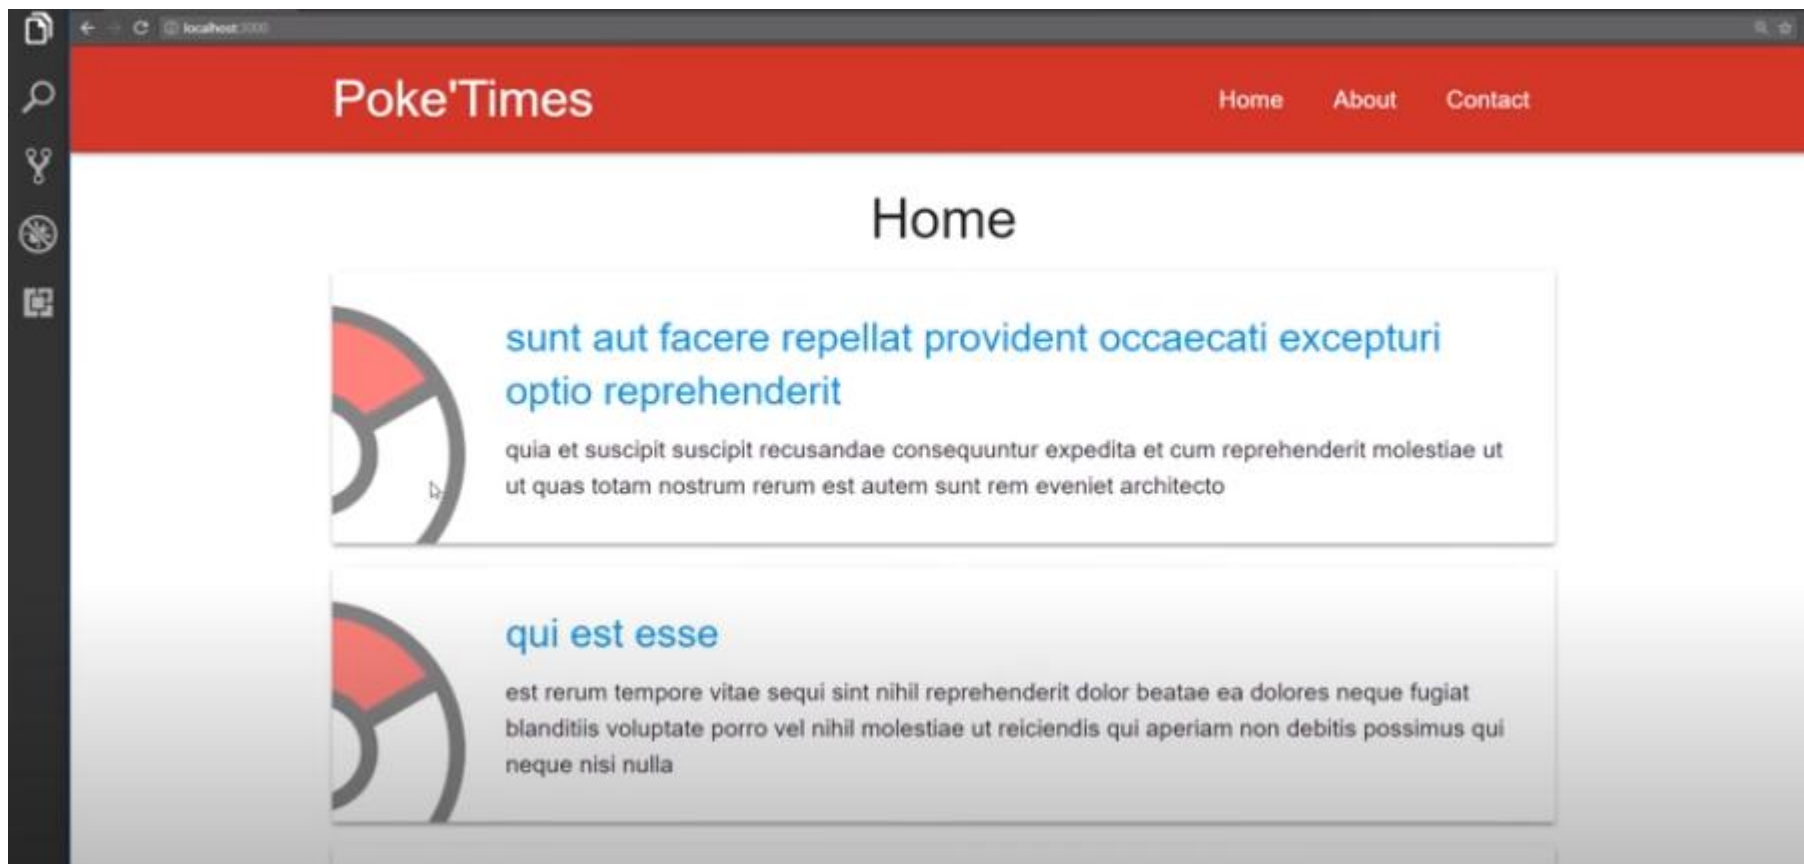 localhost:3000
Poke'Times
Home About Contact
Home
sunt aut facere repellat provident occaecati excepturi
optio reprehenderit
quia et suscipit suscipit recusandae consequuntur expedita et cum reprehenderit molestiae ut
ut quas totam nostrum rerum est autem sunt rem eveniet architecto
qui est esse
est rerum tempore vitae sequi sint nihil reprehenderit dolor beatae ea dolores neque fugiat
blanditiis voluptate porro vel nihil molestiae ut reiciendis qui aperiam non debitis possimus qui
neque nisi nulla